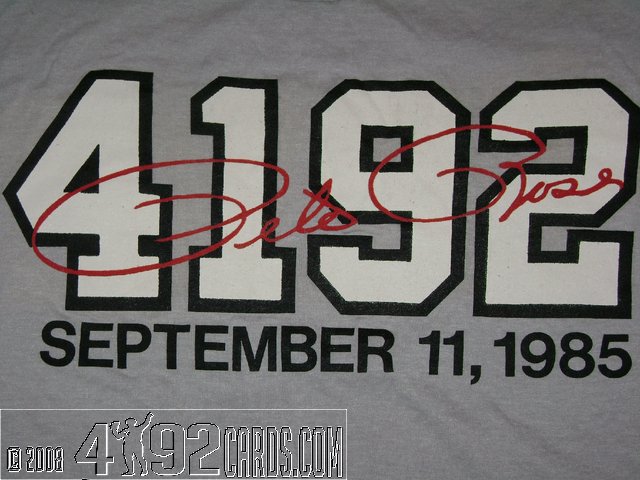 4192
Pete Rose
SEPTEMBER 11, 1985
© 2008 4192CARDS.COM